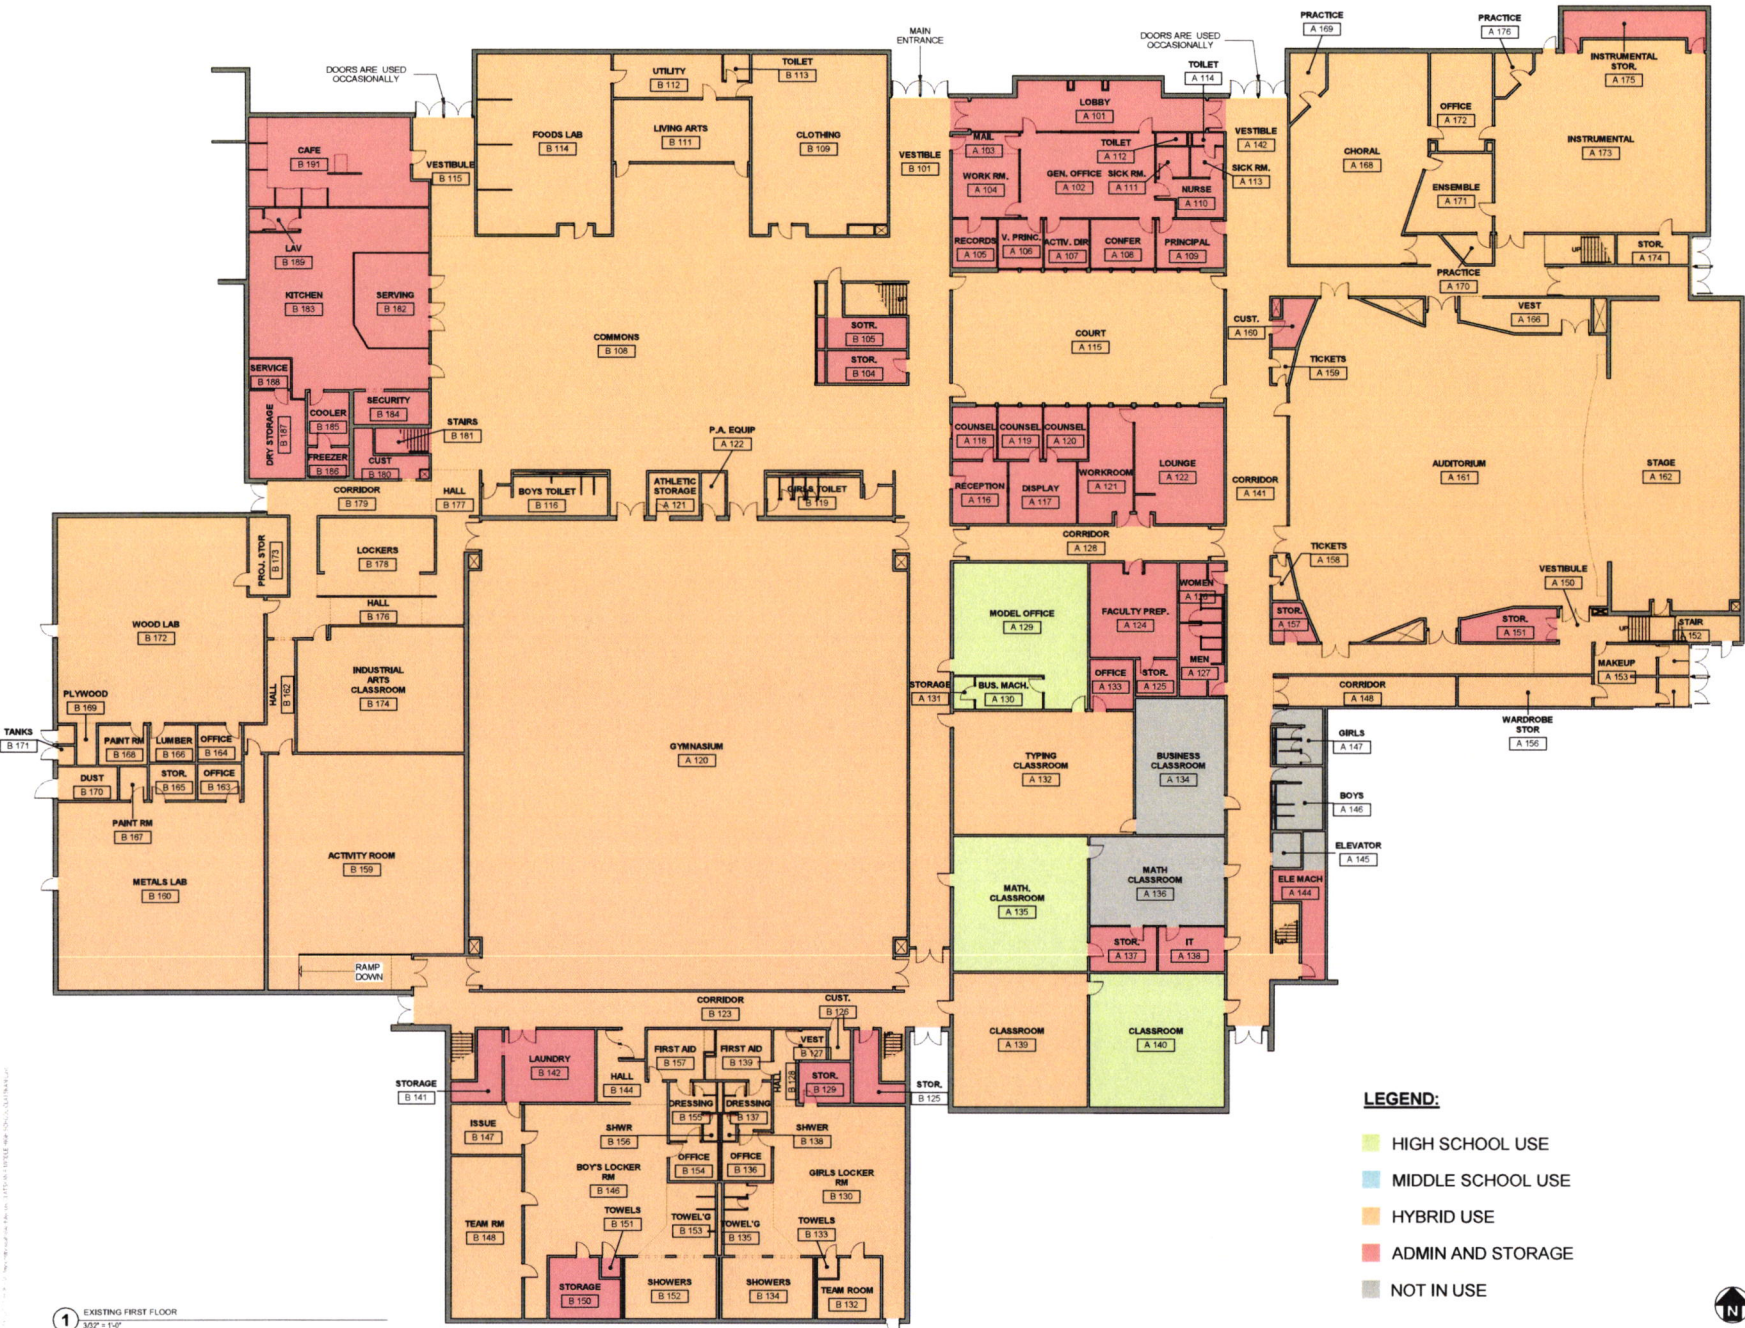 PRACTICE
A 169
PRACTICE
A 176
MAIN
ENTRANCE
DOORS ARE USED
OCCASIONALLY
DOORS ARE USED
OCCASIONALLY
TOILET
A 114
INSTRUMENTAL
STOR.
A 175
UTILITY
B 112
TOILET
B 113
LOBBY
A 101
OFFICE
A 172
FOODS LAB
B 114
LIVING ARTS
B 111
CLOTHING
B 109
MAIL
A 103
TOILET
A 112
VESTIBLE
A 142
CHORAL
A 168
INSTRUMENTAL
A 173
CAFE
B 191
VESTIBULE
B 115
VESTIBLE
B 101
WORK RM.
A 104
GEN. OFFICE
A 102
SICK RM.
A 111
SICK RM.
A 113
NURSE
A 110
ENSEMBLE
A 171
LAV
B 189
RECORDS
A 105
V. PRINC.
A 106
ACTIV. DIR
A 107
CONFER
A 108
PRINCIPAL
A 109
UP
STOR.
A 174
PRACTICE
A 170
KITCHEN
B 183
SERVING
B 182
COMMONS
B 108
SOTR.
B 105
STOR.
B 104
COURT
A 115
CUST.
A 160
VEST
A 166
TICKETS
A 159
SERVICE
B 188
DRY STORAGE
B 187
COOLER
B 185
SECURITY
B 184
FREEZER
B 186
CUST
B 180
STAIRS
B 181
P.A. EQUIP
A 122
COUNSEL
A 118
COUNSEL
A 119
COUNSEL
A 120
WORKROOM
A 121
LOUNGE
A 122
RECEPTION
A 116
DISPLAY
A 117
CORRIDOR
A 141
AUDITORIUM
A 161
STAGE
A 162
CORRIDOR
B 179
HALL
B 177
BOYS TOILET
B 116
ATHLETIC
STORAGE
A 121
GIRLS TOILET
B 119
CORRIDOR
A 128
PROJ. STOR
B 173
LOCKERS
B 178
TICKETS
A 158
VESTIBULE
A 150
WOOD LAB
B 172
HALL
B 176
MODEL OFFICE
A 129
FACULTY PREP.
A 124
WOMEN
A 126
STOR.
A 157
STOR.
A 151
UP
STAIR
A 152
HALL
B 162
INDUSTRIAL
ARTS
CLASSROOM
B 174
MEN
A 127
OFFICE
A 133
STOR.
A 125
STORAGE
A 131
BUS. MACH.
A 130
CORRIDOR
A 148
MAKEUP
A 153
WARDROBE
STOR
A 156
PLYWOOD
B 169
TANKS
B 171
PAINT RM
B 168
LUMBER
B 166
OFFICE
B 164
DUST
B 170
STOR.
B 165
OFFICE
B 163
PAINT RM
B 167
GYMNASIUM
A 120
TYPING
CLASSROOM
A 132
BUSINESS
CLASSROOM
A 134
GIRLS
A 147
BOYS
A 146
ELEVATOR
A 145
ELE MACH
A 144
METALS LAB
B 160
ACTIVITY ROOM
B 159
MATH.
CLASSROOM
A 135
MATH
CLASSROOM
A 136
STOR.
A 137
IT
A 138
RAMP
DOWN
CORRIDOR
B 123
CUST.
B 126
CLASSROOM
A 139
CLASSROOM
A 140
LAUNDRY
B 142
STORAGE
B 141
HALL
B 144
FIRST AID
B 157
FIRST AID
B 139
VEST
B 127
HALL
B 128
STOR.
B 129
STOR.
B 125
ISSUE
B 147
DRESSING
B 155
DRESSING
B 137
SHWR
B 156
SHWER
B 138
OFFICE
B 154
OFFICE
B 136
BOY'S LOCKER
RM
B 146
GIRLS LOCKER
RM
B 130
TEAM RM
B 148
TOWELS
B 151
TOWEL'G
B 153
TOWEL'G
B 135
TOWELS
B 133
STORAGE
B 150
SHOWERS
B 152
SHOWERS
B 134
TEAM ROOM
B 132
LEGEND:
HIGH SCHOOL USE
MIDDLE SCHOOL USE
HYBRID USE
ADMIN AND STORAGE
NOT IN USE
1
EXISTING FIRST FLOOR
3/32" = 1'-0"
N